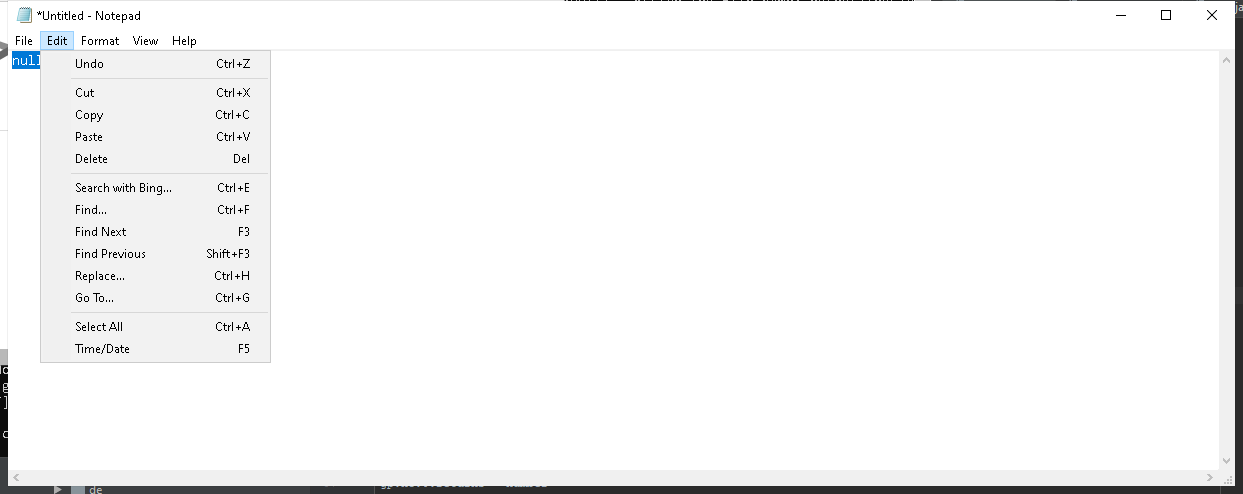 *Untitled - Notepad
File Edit Format View Help
null
Undo Ctrl+Z
Cut Ctrl+X
Copy Ctrl+C
Paste Ctrl+V
Delete Del
Search with Bing... Ctrl+E
Find... Ctrl+F
Find Next F3
Find Previous Shift+F3
Replace... Ctrl+H
Go To... Ctrl+G
Select All Ctrl+A
Time/Date F5
de